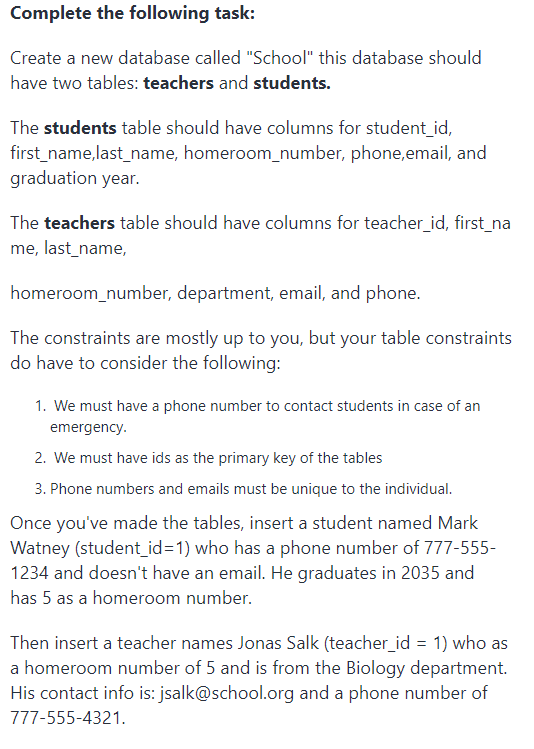 Complete the following task:
Create a new database called "School" this database should
have two tables: teachers and students.
The students table should have columns for student_id,
first_name,last_name, homeroom_number, phone,email, and
graduation year.
The teachers table should have columns for teacher_id, first_na
me, last_name,
homeroom_number, department, email, and phone.
The constraints are mostly up to you, but your table constraints
do have to consider the following:
1. We must have a phone number to contact students in case of an
emergency.
2. We must have ids as the primary key of the tables
3. Phone numbers and emails must be unique to the individual.
Once you've made the tables, insert a student named Mark
Watney (student_id=1) who has a phone number of 777-555-
1234 and doesn't have an email. He graduates in 2035 and
has 5 as a homeroom number.
Then insert a teacher names Jonas Salk (teacher_id = 1) who as
a homeroom number of 5 and is from the Biology department.
His contact info is: jsalk@school.org and a phone number of
777-555-4321.